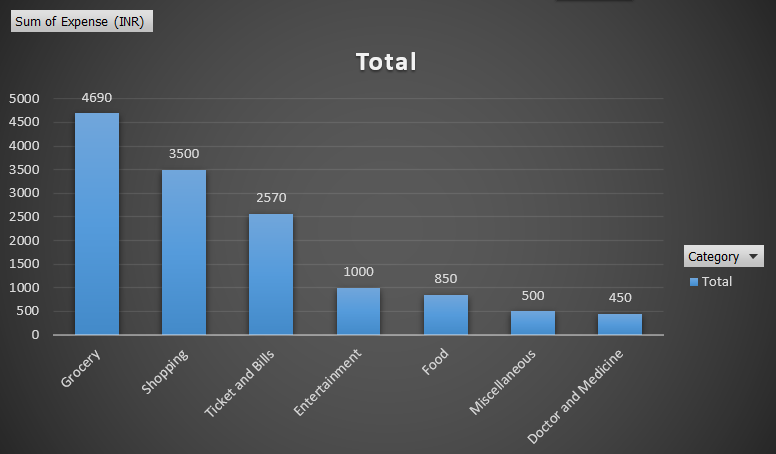 Sum of Expense (INR)
Total
5000
4500
4000
3500
3000
2500
2000
1500
1000
500
0
4690
3500
2570
1000
850
500
450
Grocery
Shopping
Ticket and Bills
Entertainment
Food
Miscellaneous
Doctor and Medicine
Category
Total